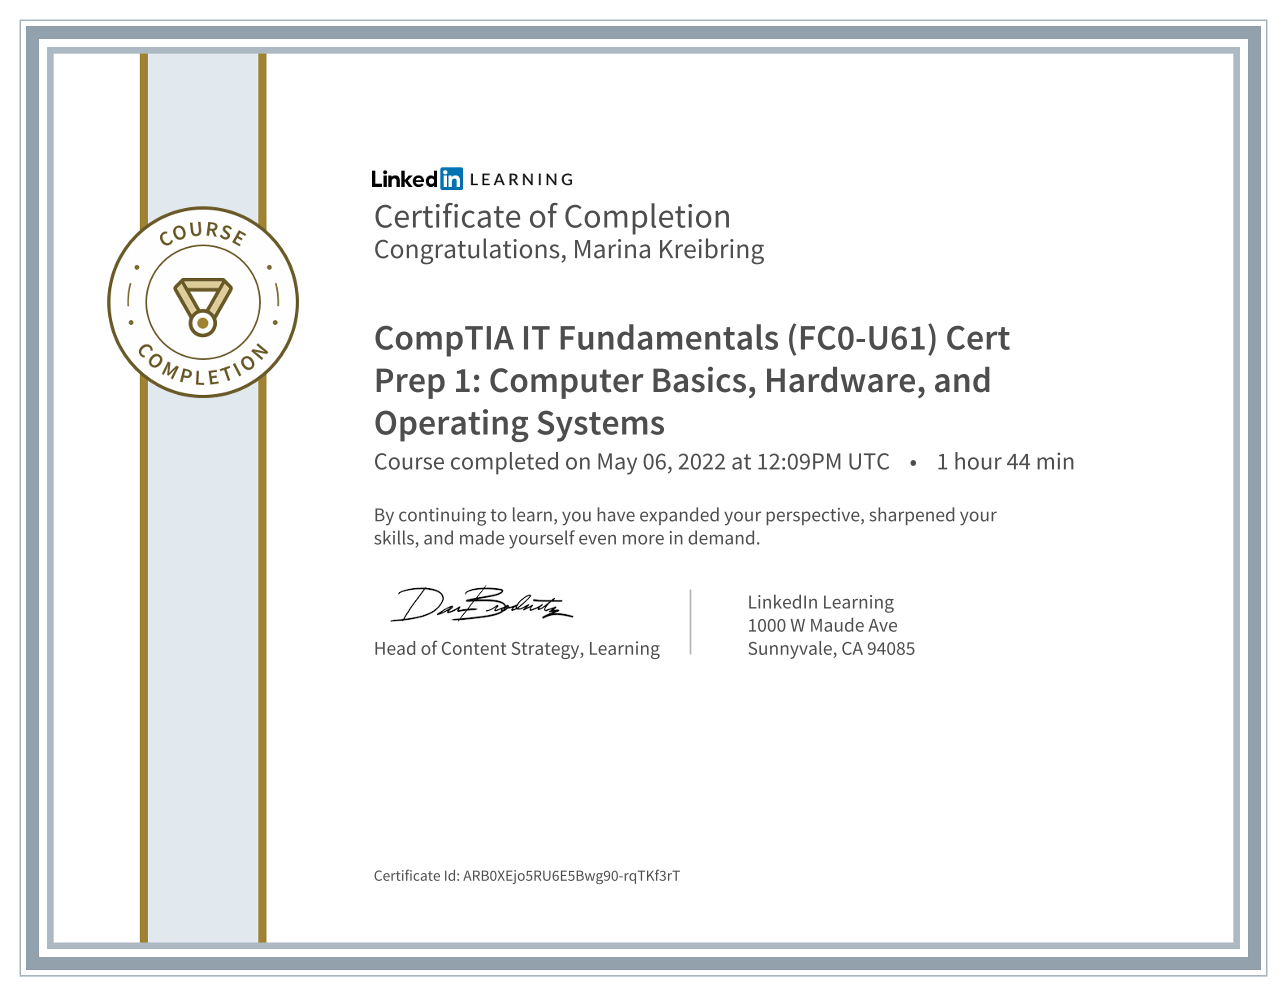 LinkedIn LEARNING
Certificate of Completion
Congratulations, Marina Kreibring
COURSE
COMPLETION
CompTIA IT Fundamentals (FC0-U61) Cert
Prep 1: Computer Basics, Hardware, and
Operating Systems
Course completed on May 06, 2022 at 12:09PM UTC • 1 hour 44 min
By continuing to learn, you have expanded your perspective, sharpened your
skills, and made yourself even more in demand.
Dan Brodnitz
Head of Content Strategy, Learning
LinkedIn Learning
1000 W Maude Ave
Sunnyvale, CA 94085
Certificate Id: ARB0XEjo5RU6E5Bwg90-rqTKf3rT